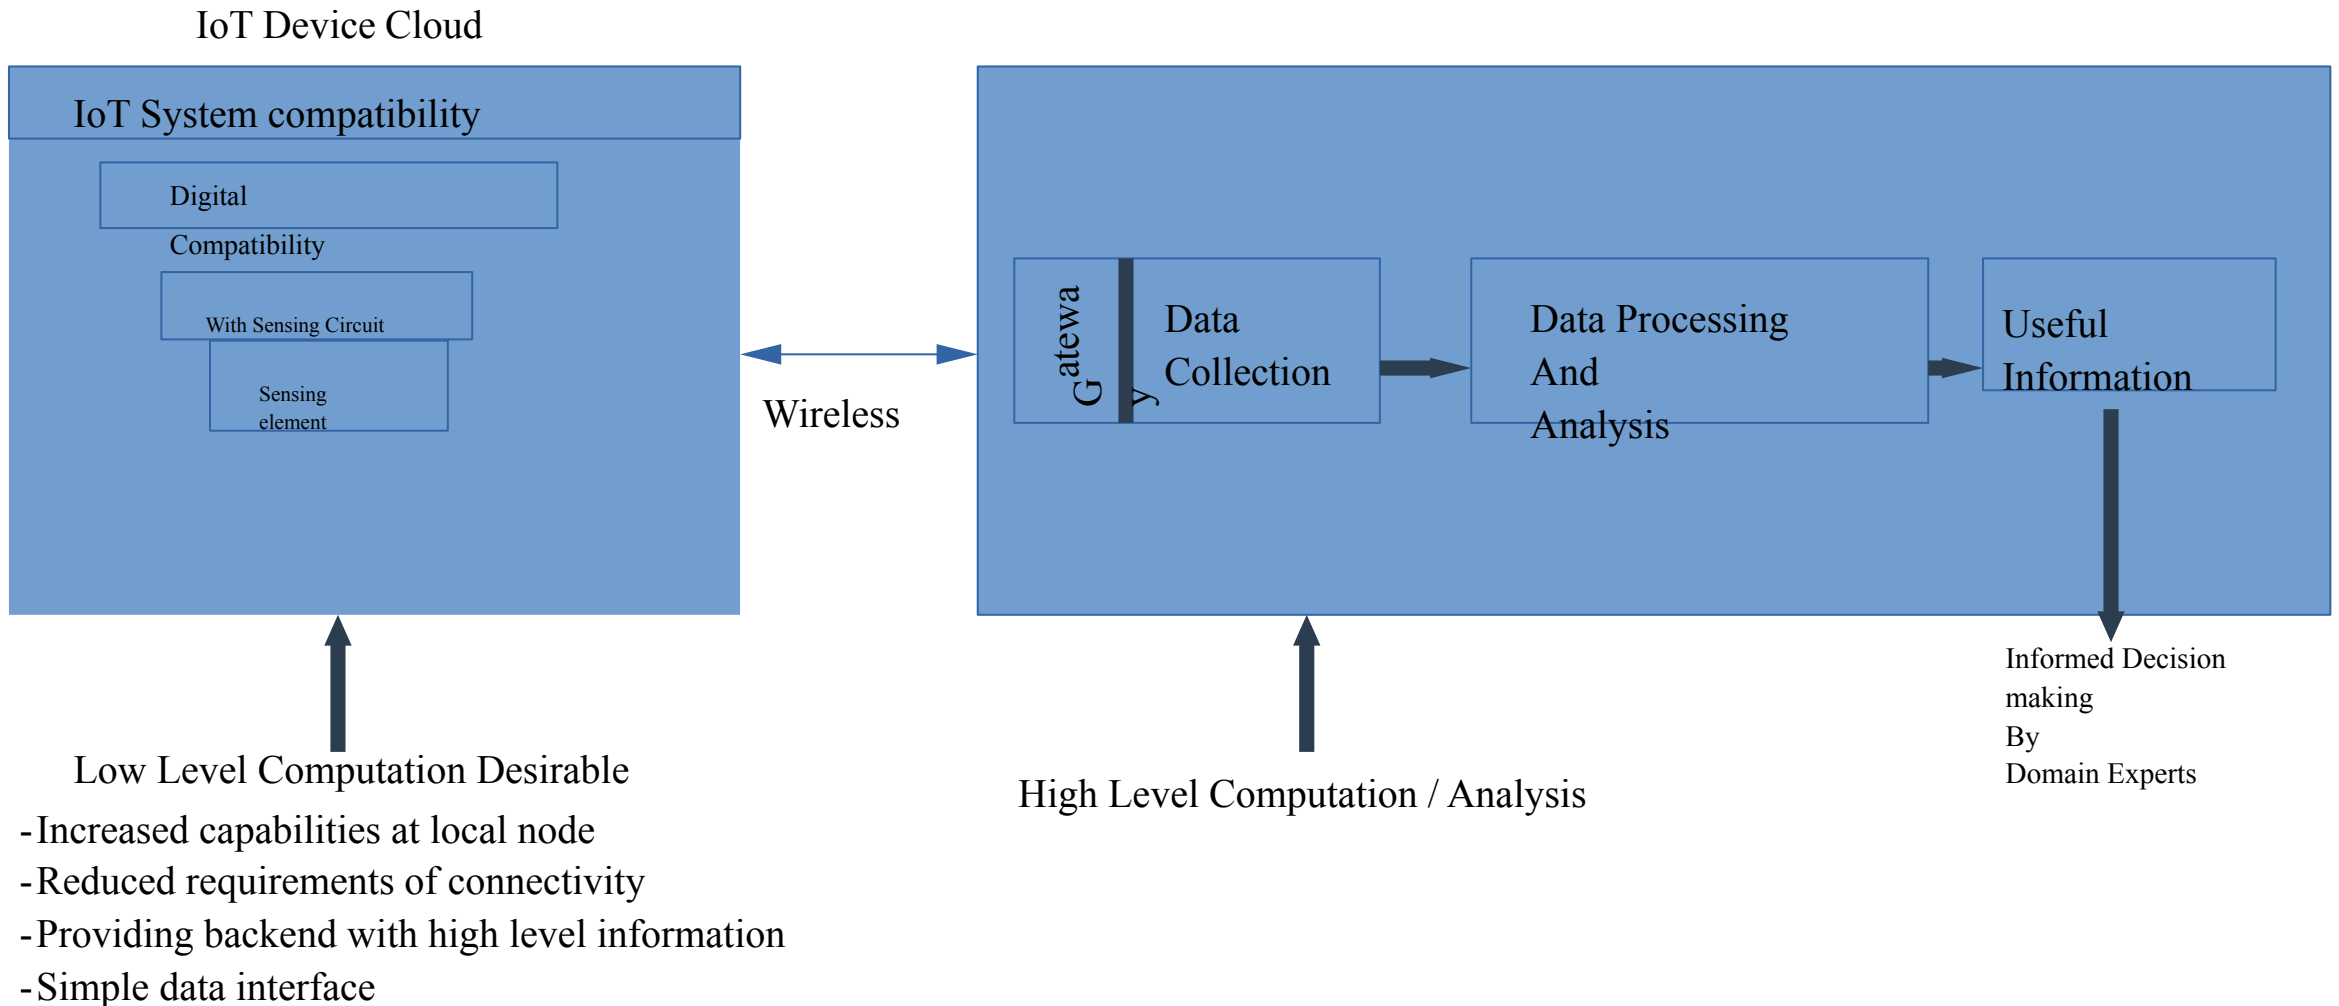 IoT Device Cloud
IoT System compatibility
Digital
Compatibility
With Sensing Circuit
Sensing
element
Wireless
Gatewa
y
Data
Collection
Data Processing
And
Analysis
Useful
Information
Low Level Computation Desirable
-Increased capabilities at local node
-Reduced requirements of connectivity
-Providing backend with high level information
-Simple data interface
High Level Computation / Analysis
Informed Decision
making
By
Domain Experts